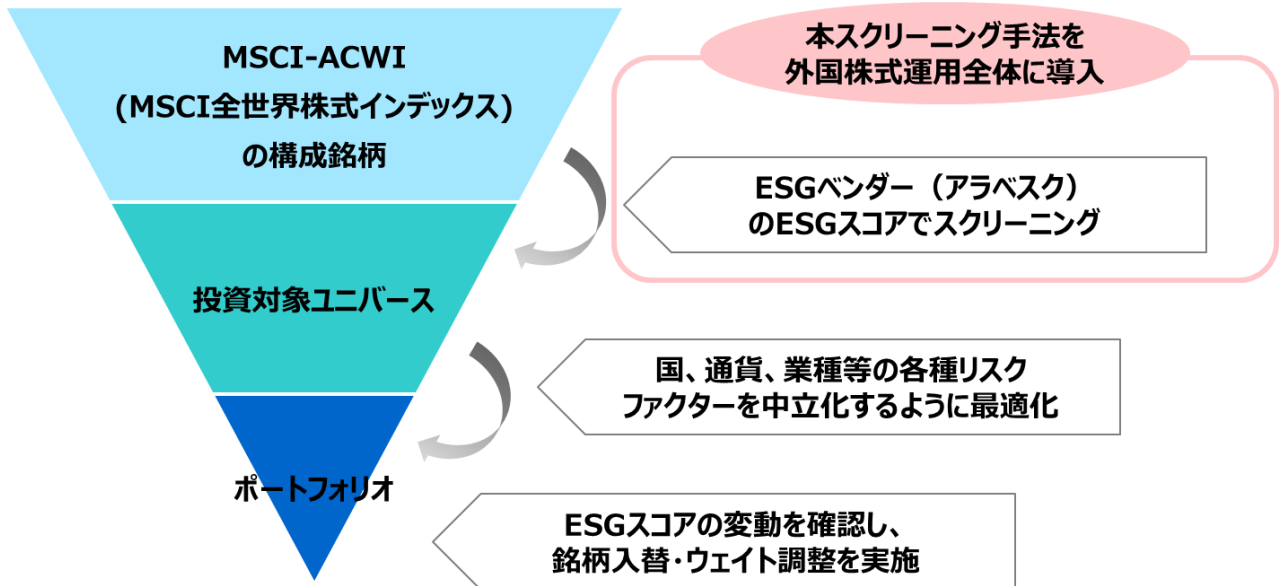 MSCI-ACWI
(MSCI全世界株式インデックス)
の構成銘柄
本スクリーニング手法を
外国株式運用全体に導入
ESGベンダー（アラベスク）
のESGスコアでスクリーニング
投資対象ユニバース
国、通貨、業種等の各種リスク
ファクターを中立化するように最適化
ポートフォリオ
ESGスコアの変動を確認し、
銘柄入替・ウェイト調整を実施